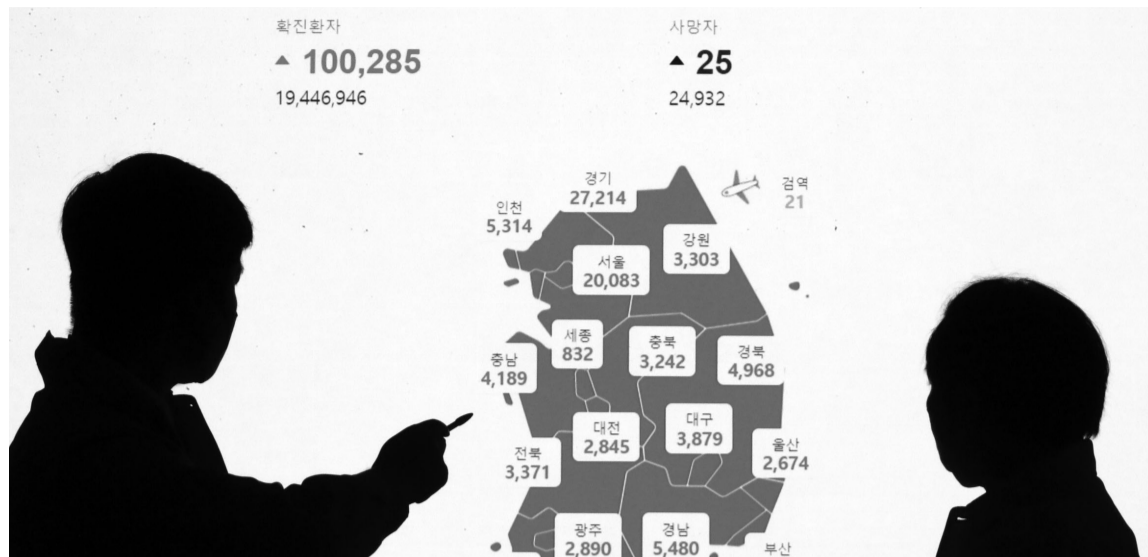 확진환자
▲ 100,285
19,446,946
사망자
▲ 25
24,932
경기
27,214
검역
21
인천
5,314
강원
3,303
서울
20,083
세종
832
충북
3,242
경북
4,968
충남
4,189
대전
2,845
대구
3,879
전북
3,371
울산
2,674
광주
2,890
경남
5,480
부산